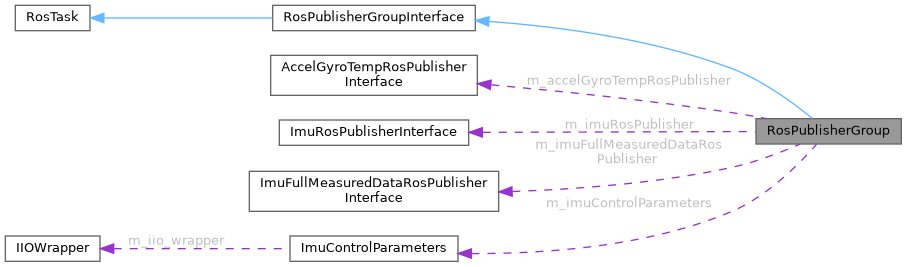 RosTask
RosPublisherGroupInterface
AccelGyroTempRosPublisher
Interface
m_accelGyroTempRosPublisher
ImuRosPublisherInterface
m_imuRosPublisher
RosPublisherGroup
m_imuFullMeasuredDataRos
Publisher
ImuFullMeasuredDataRosPublisher
Interface
m_imuControlParameters
IIOWrapper
m_iio_wrapper
ImuControlParameters